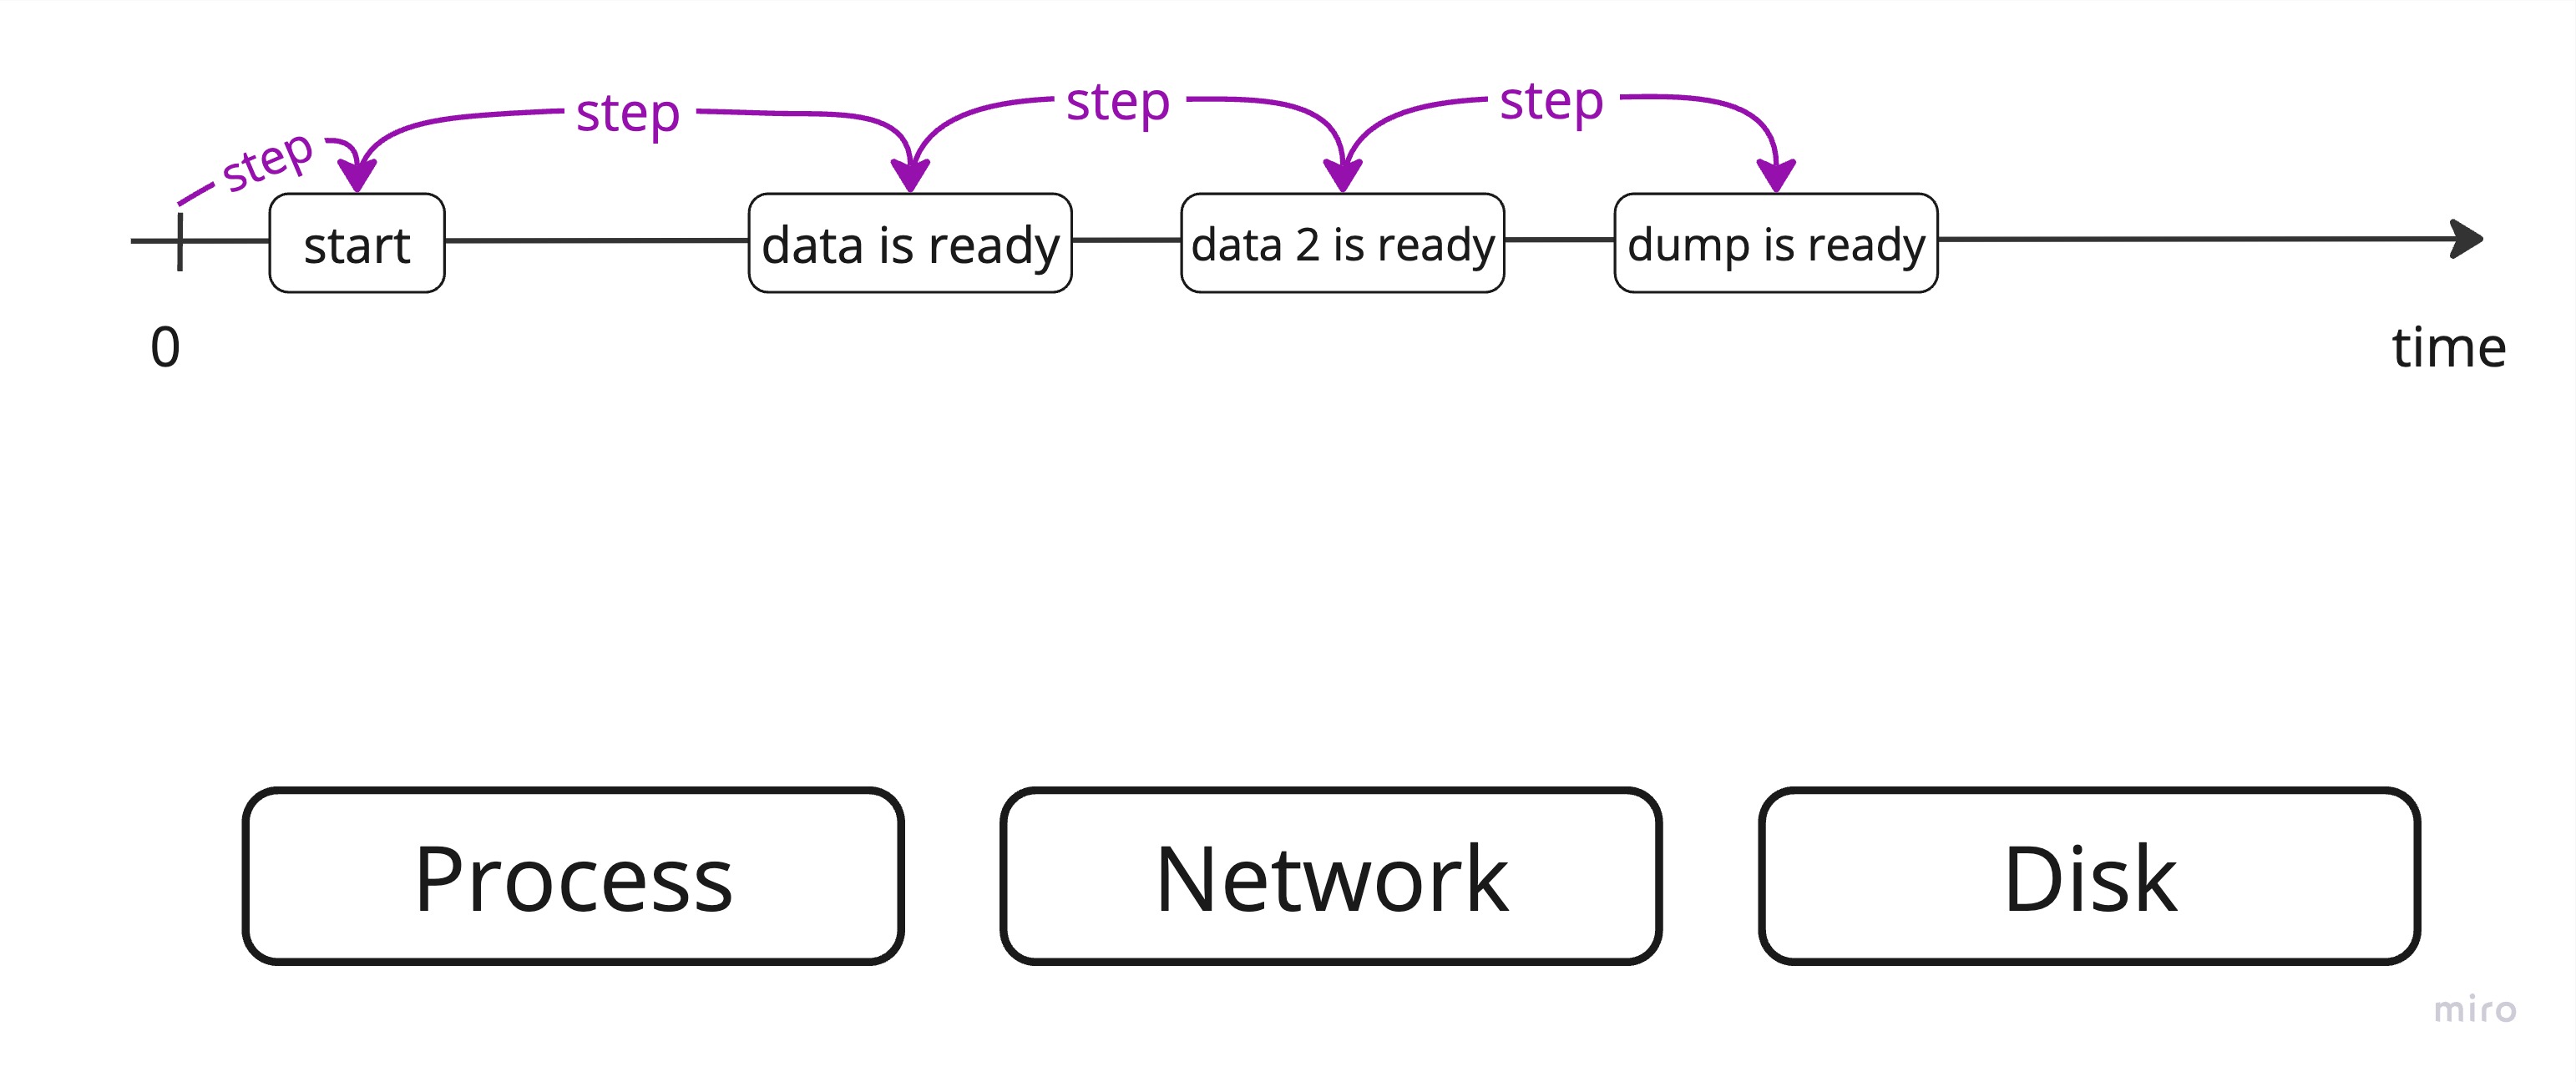 step
step
step
step
start
data is ready
data 2 is ready
dump is ready
0
time
Process
Network
Disk
miro